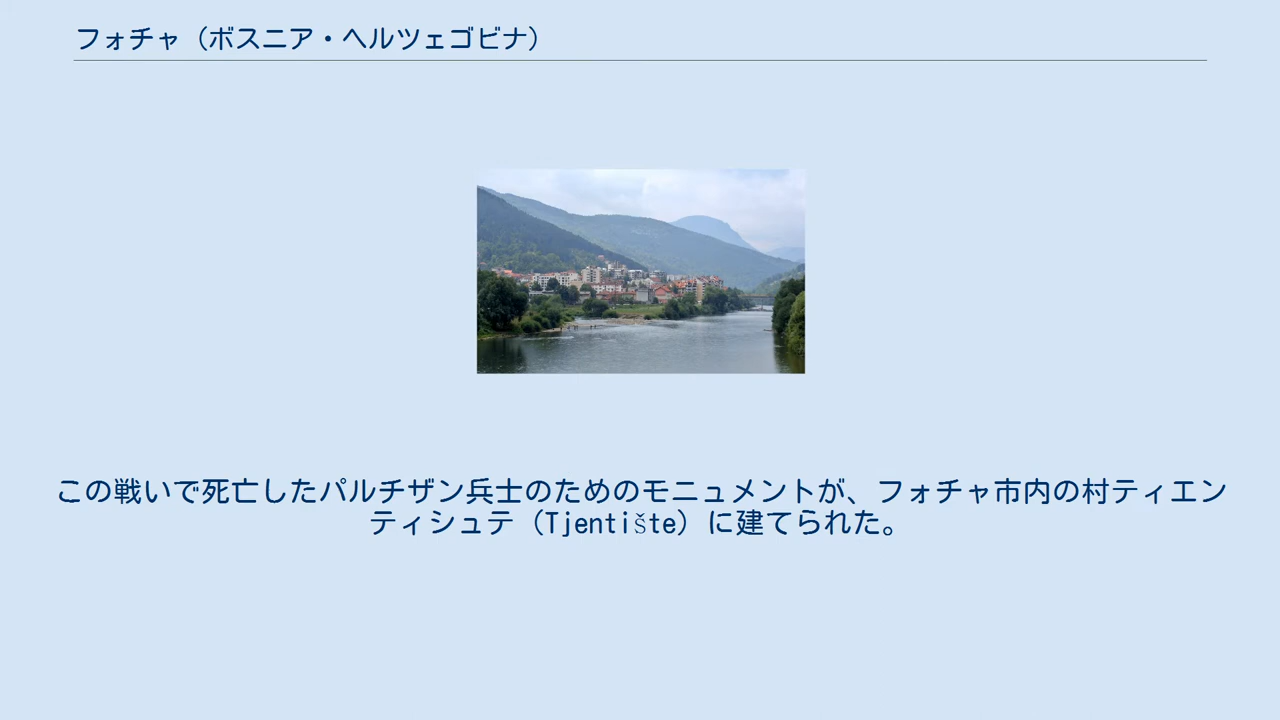 フォチャ（ボスニア・ヘルツェゴビナ）
この戦いで死亡したパルチザン兵士のためのモニュメントが、フォチャ市内の村ティエン
ティシュテ（Tjentište）に建てられた。